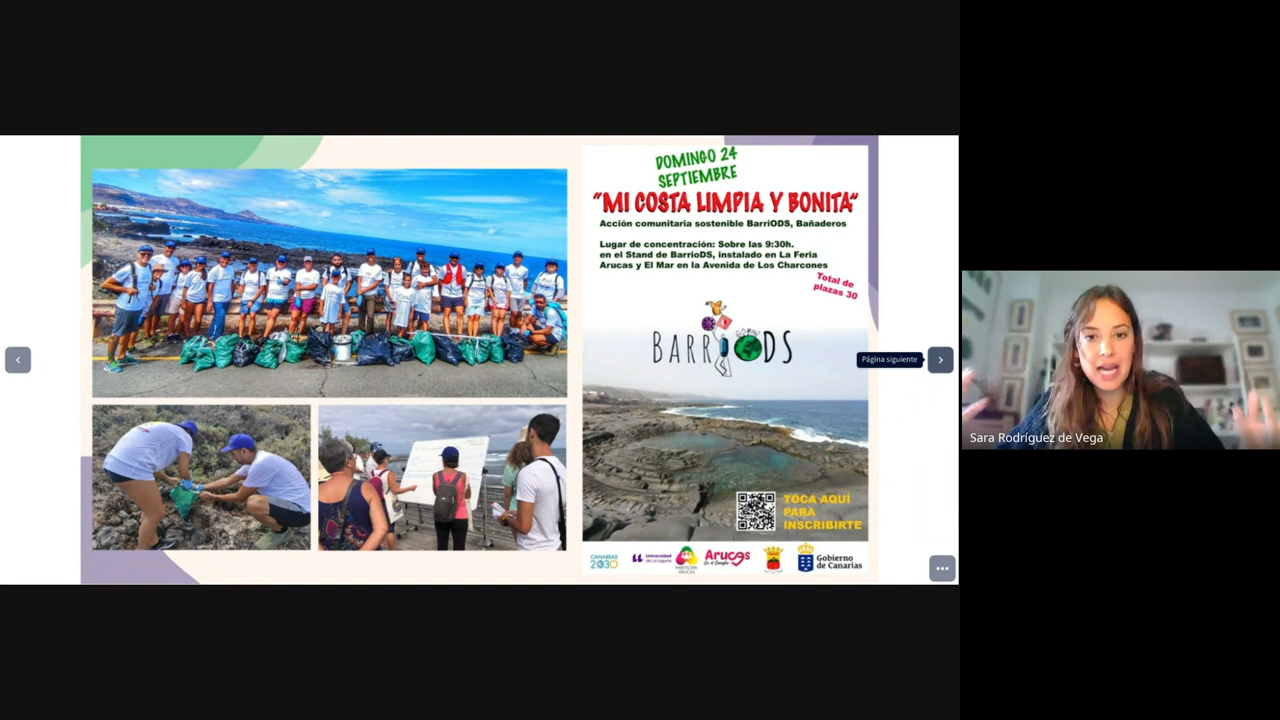 DOMINGO 24
SEPTIEMBRE
"MI COSTA LIMPIA Y BONITA"
Acción comunitaria sostenible BarriODS, Bañaderos
Lugar de concentración: Sobre las 9:30h.
en el Stand de BarrioDS, instalado en La Feria
Arucas y El Mar en la Avenida de Los Charcones
Total de
plazas 30
BARRIODS
TOCA AQUÍ
PARA
INSCRIBIRTE
CANARIAS
2030
Universidad
de La Laguna
PARTICIPA
ARUCAS
Arucas
Gobierno
de Canarias
Página siguiente
Sara Rodríguez de Vega